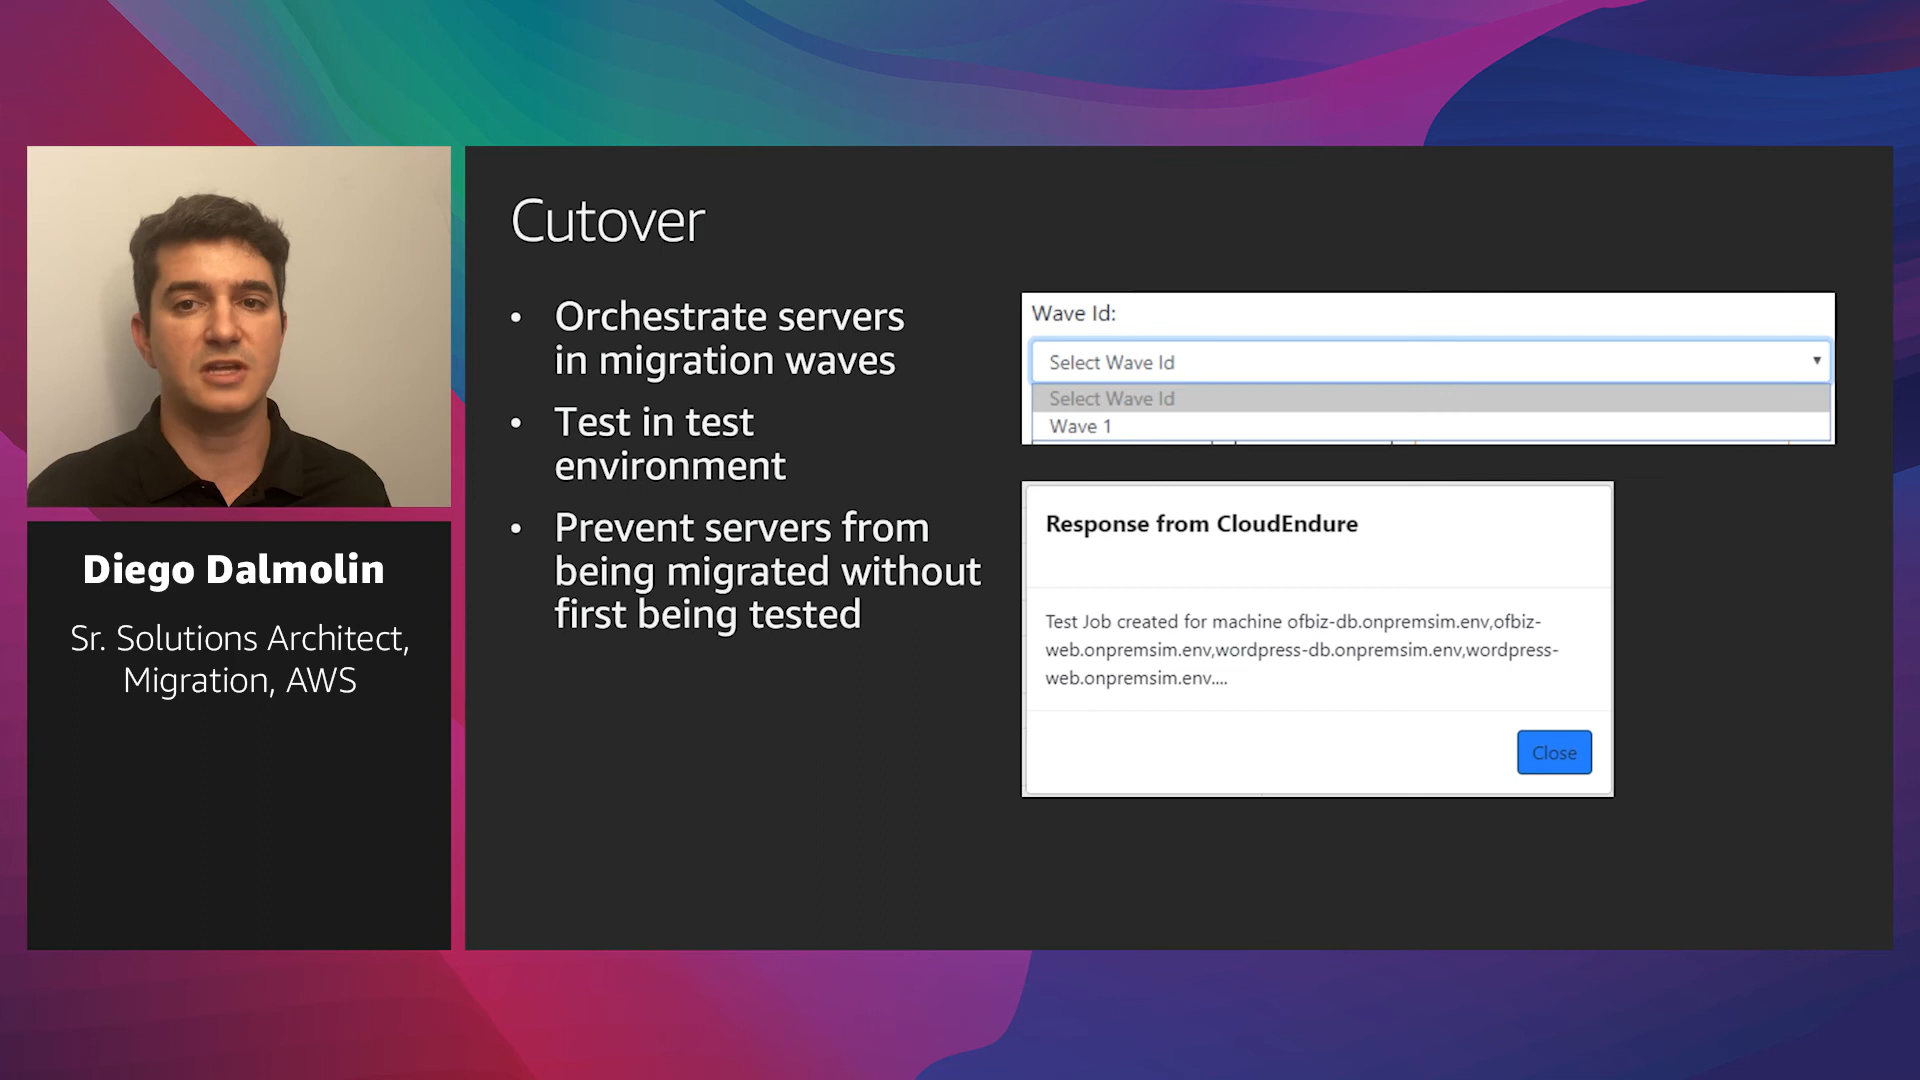 Cutover
• Orchestrate servers
in migration waves
• Test in test
environment
• Prevent servers from
being migrated without
first being tested
Wave Id:
Select Wave Id
Select Wave Id
Wave 1
Response from CloudEndure
Test Job created for machine ofbiz-db.onpremsim.env,ofbiz-
web.onpremsim.env,wordpress-db.onpremsim.env,wordpress-
web.onpremsim.env....
Close
Diego Dalmolin
Sr. Solutions Architect,
Migration, AWS